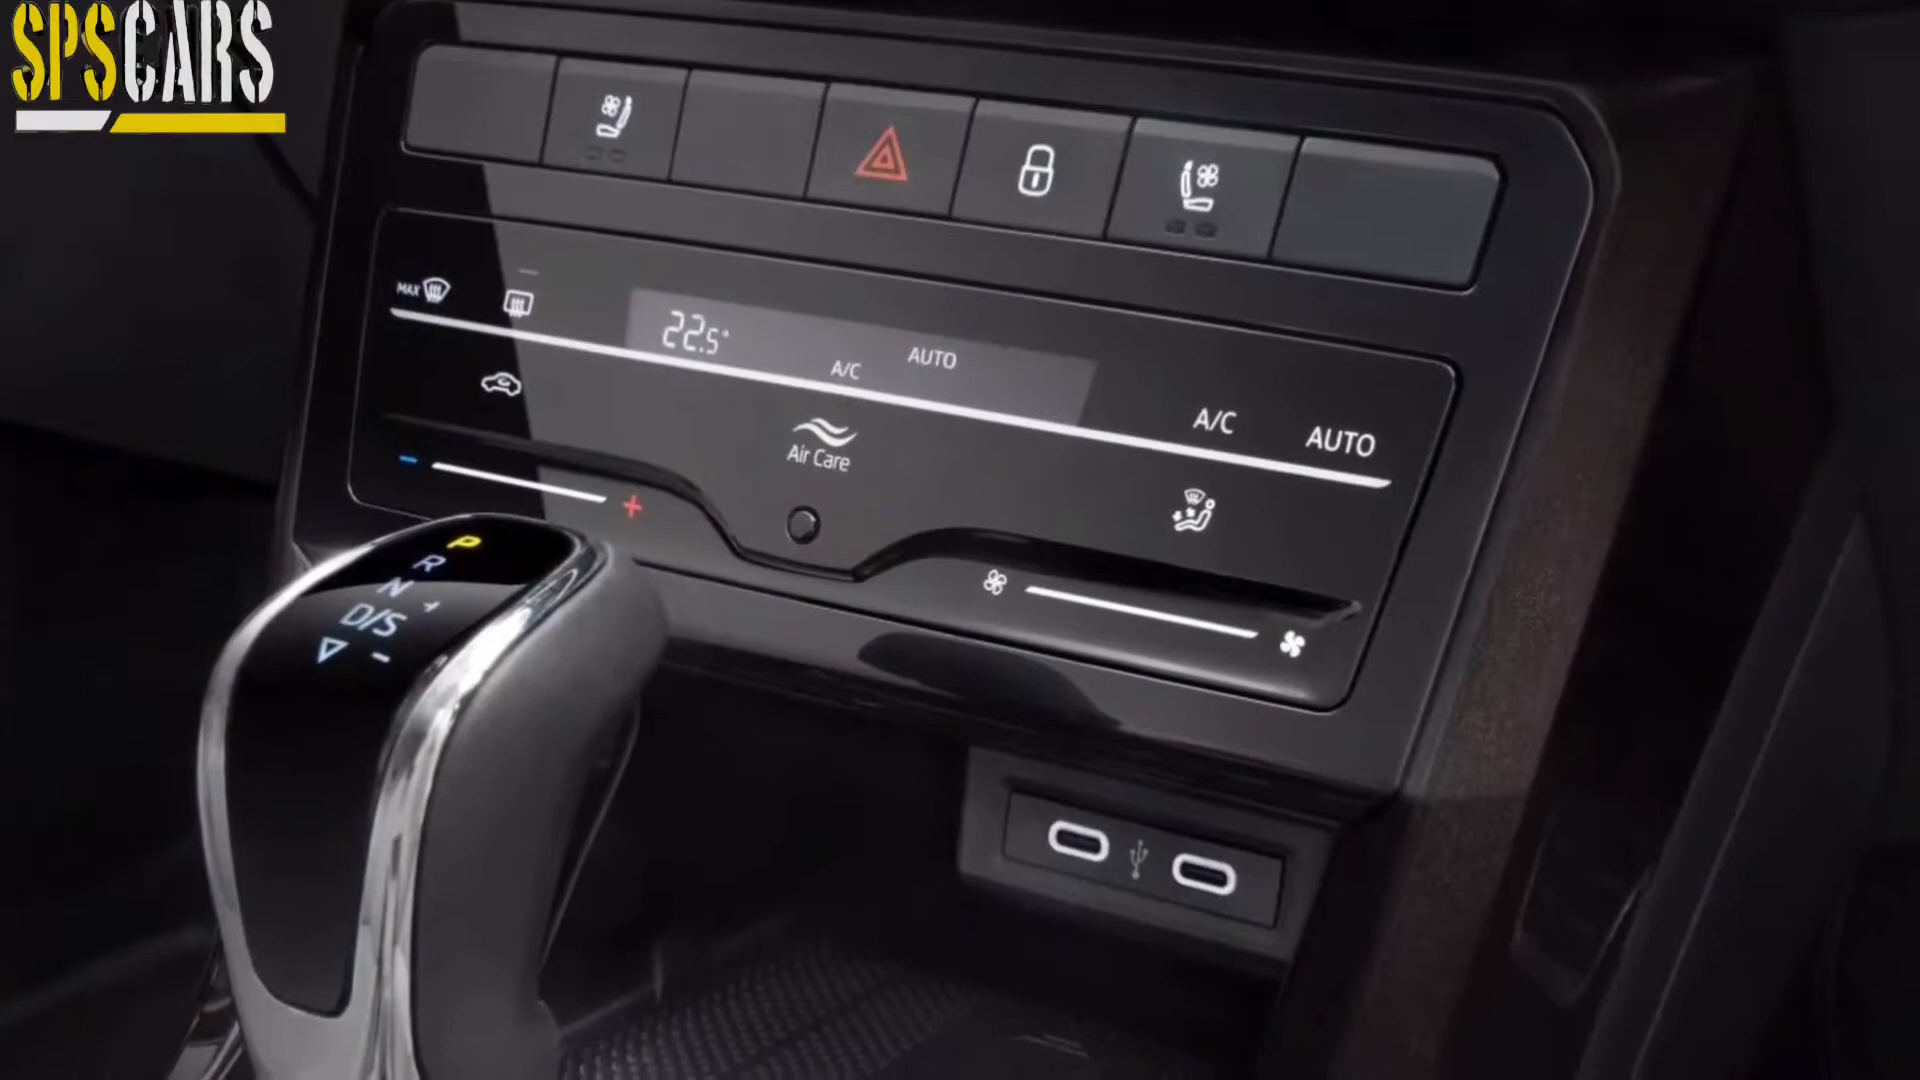 SPSCARS
MAX
22.5°
A/C
AUTO
A/C
AUTO
Air Care
- +
P
R
N +
D/S
-